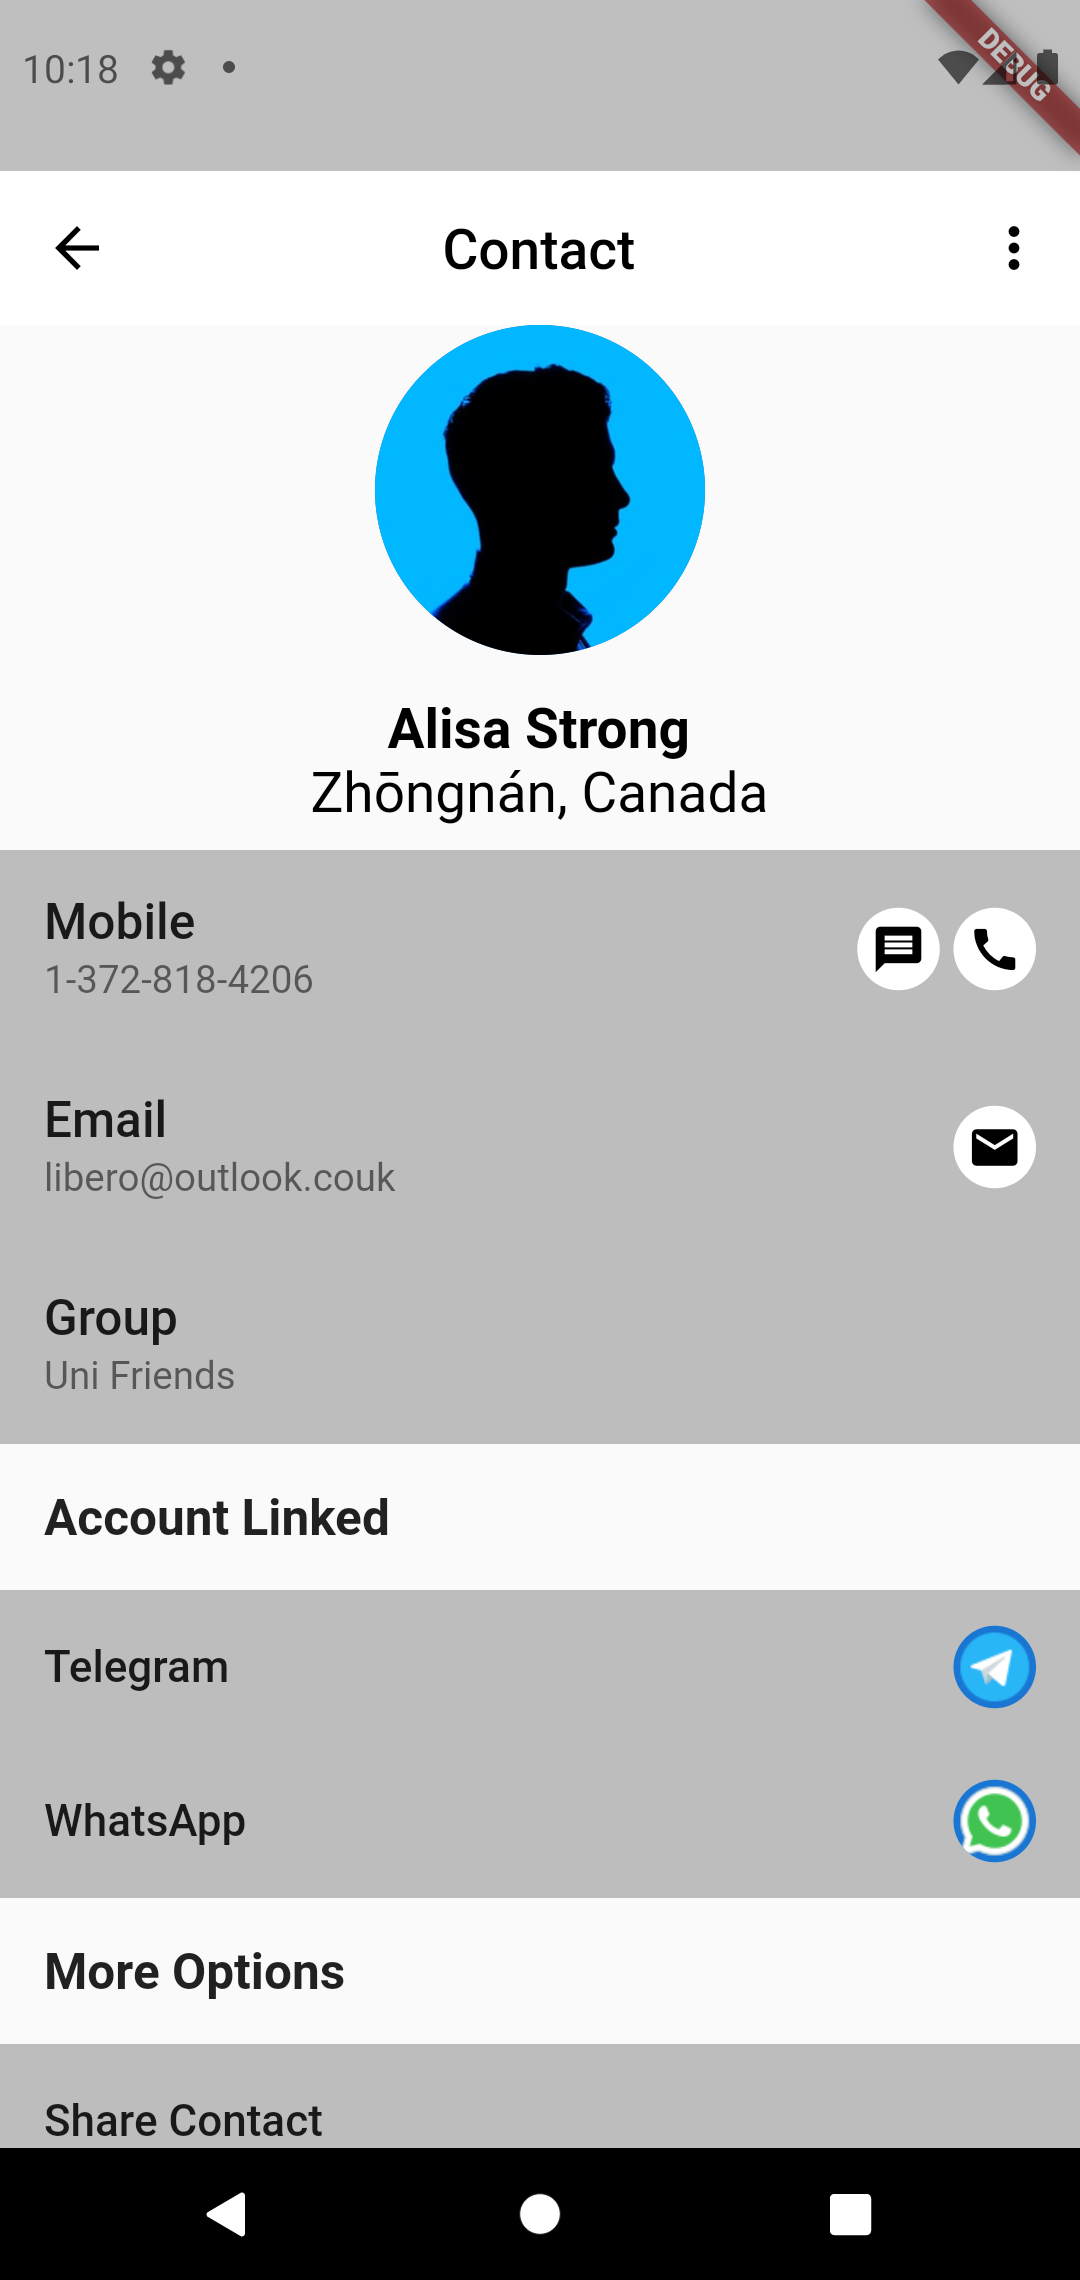 10:18
DEBUG
Contact
Alisa Strong
Zhōngnán, Canada
Mobile
1-372-818-4206
Email
libero@outlook.couk
Group
Uni Friends
Account Linked
Telegram
WhatsApp
More Options
Share Contact